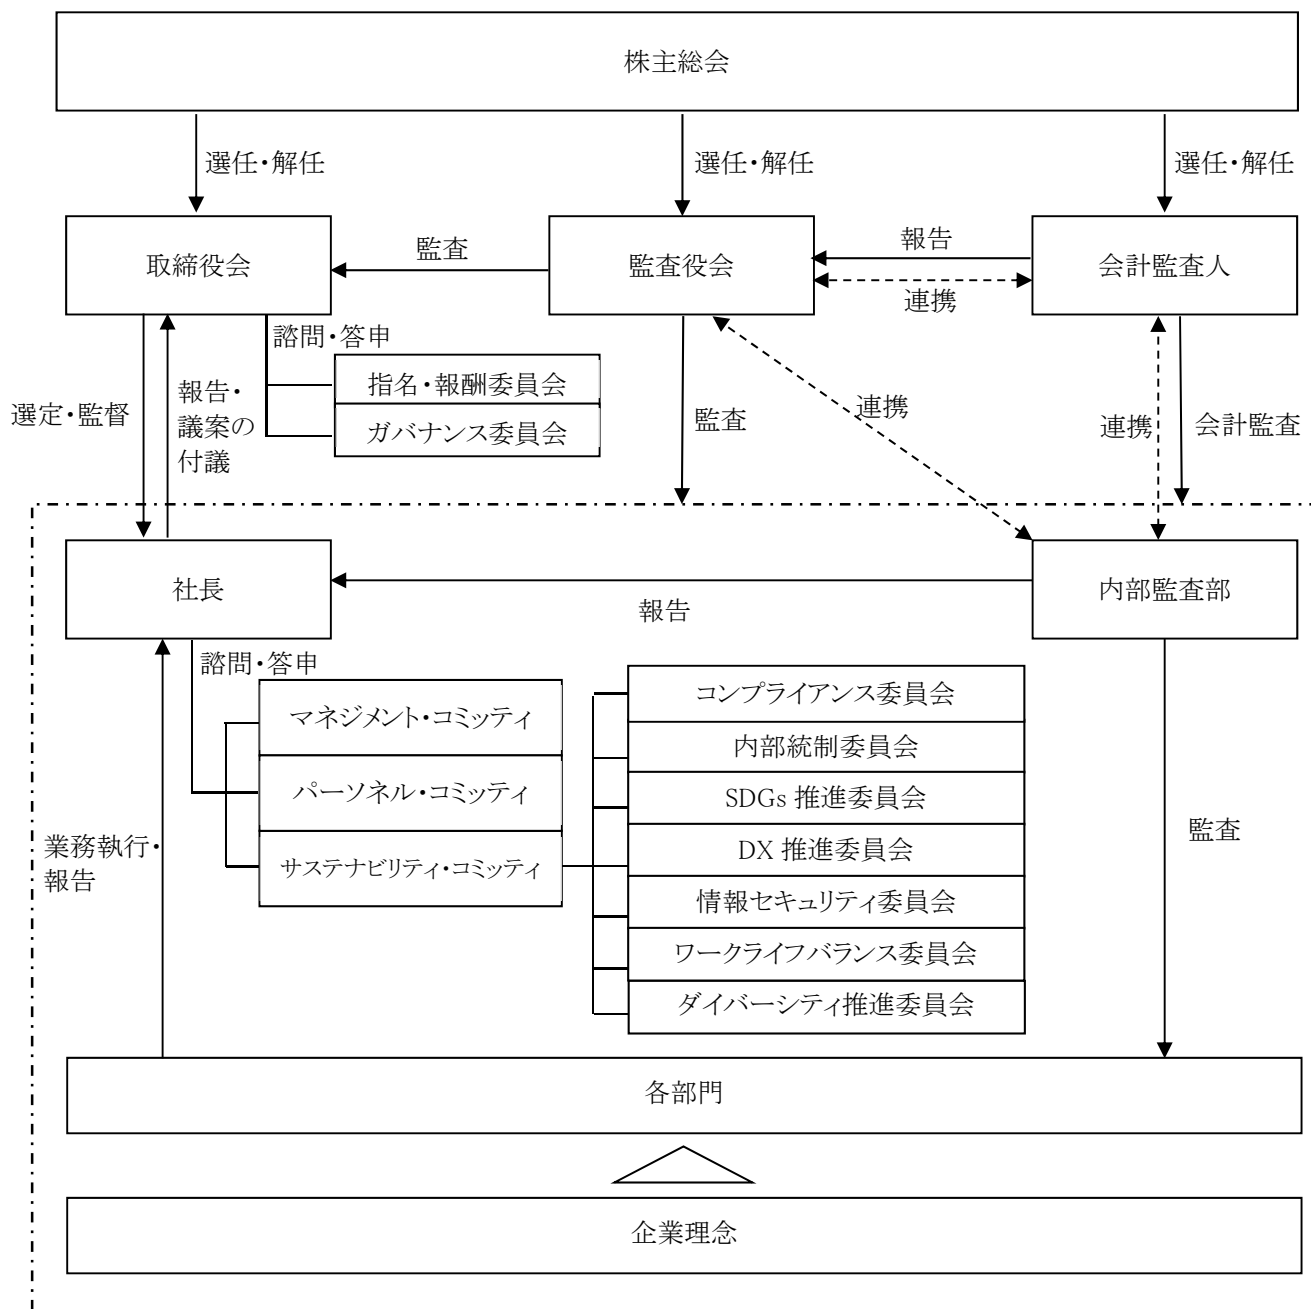 株主総会
選任・解任
選任・解任
選任・解任
取締役会
監査
監査役会
報告
連携
会計監査人
諮問・答申
指名・報酬委員会
ガバナンス委員会
選定・監督
報告・
議案の
付議
監査
連携
連携
会計監査
社長
報告
内部監査部
諮問・答申
マネジメント・コミッティ
パーソネル・コミッティ
サステナビリティ・コミッティ
コンプライアンス委員会
内部統制委員会
SDGs 推進委員会
DX 推進委員会
情報セキュリティ委員会
ワークライフバランス委員会
ダイバーシティ推進委員会
業務執行・
報告
監査
各部門
企業理念